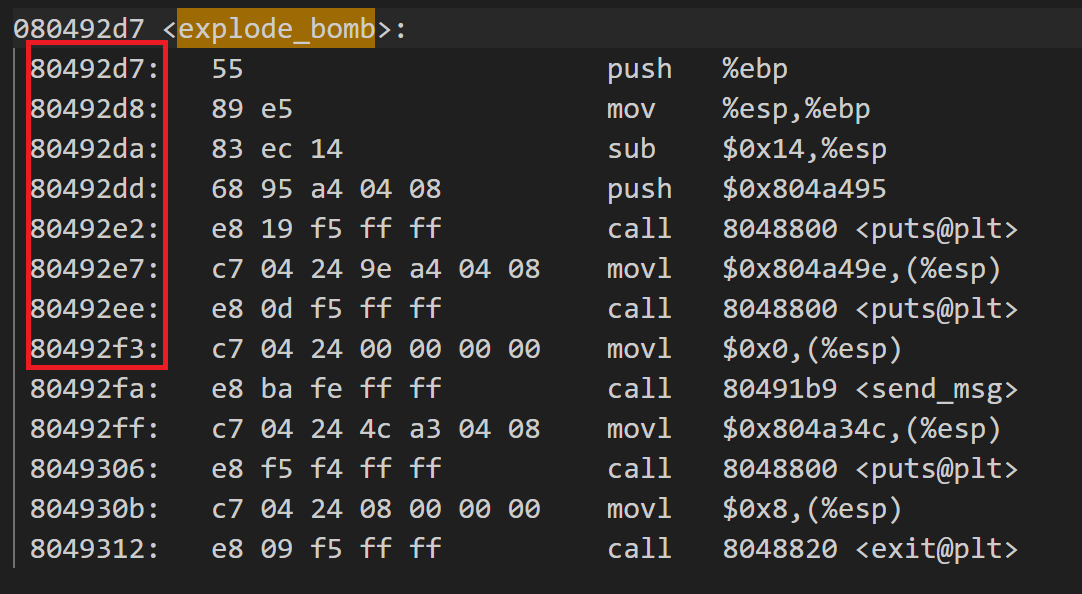 080492d7 <explode_bomb>:
80492d7: 55 push %ebp
80492d8: 89 e5 mov %esp,%ebp
80492da: 83 ec 14 sub $0x14,%esp
80492dd: 68 95 a4 04 08 push $0x804a495
80492e2: e8 19 f5 ff ff call 8048800 <puts@plt>
80492e7: c7 04 24 9e a4 04 08 movl $0x804a49e,(%esp)
80492ee: e8 0d f5 ff ff call 8048800 <puts@plt>
80492f3: c7 04 24 00 00 00 00 movl $0x0,(%esp)
80492fa: e8 ba fe ff ff call 80491b9 <send_msg>
80492ff: c7 04 24 4c a3 04 08 movl $0x804a34c,(%esp)
8049306: e8 f5 f4 ff ff call 8048800 <puts@plt>
804930b: c7 04 24 08 00 00 00 movl $0x8,(%esp)
8049312: e8 09 f5 ff ff call 8048820 <exit@plt>